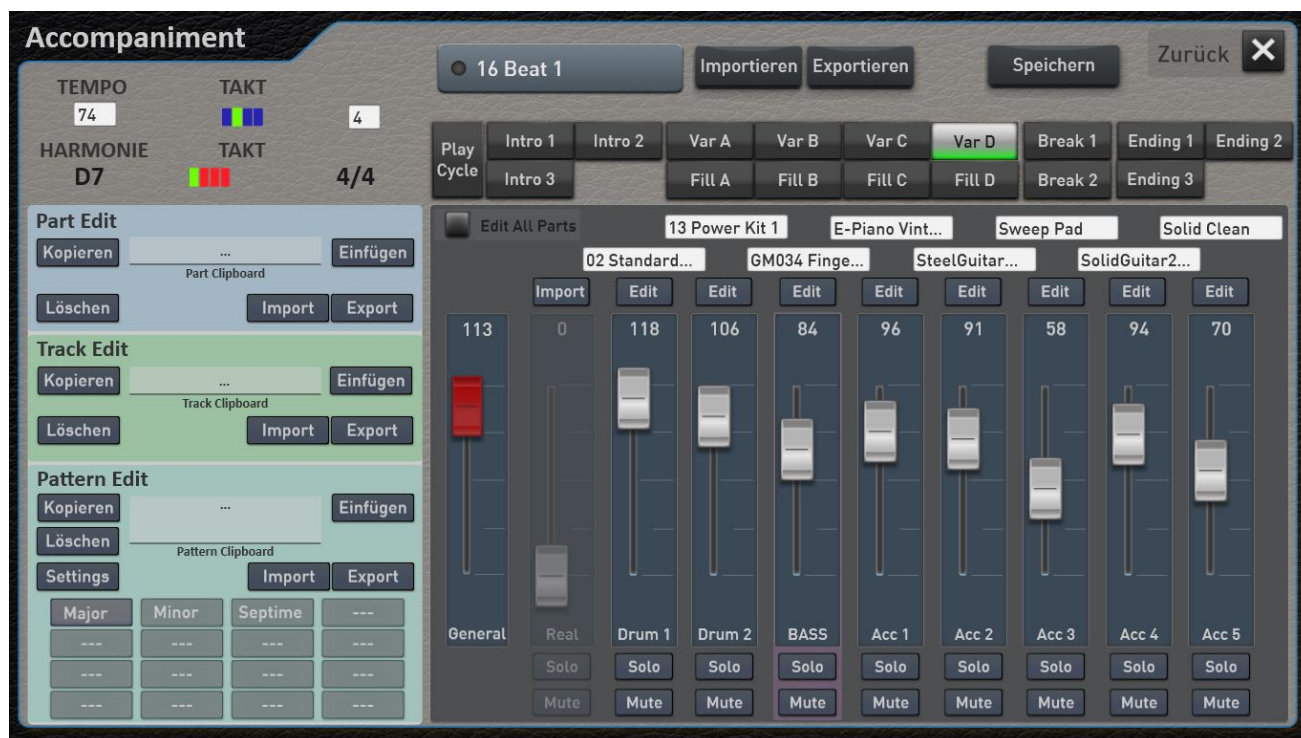 Accompaniment
16 Beat 1
Importieren
Exportieren
Speichern
Zurück
TEMPO
TAKT
74
4
HARMONIE
TAKT
D7
4/4
Play Cycle
Intro 1
Intro 2
Var A
Var B
Var C
Var D
Break 1
Ending 1
Ending 2
Intro 3
Fill A
Fill B
Fill C
Fill D
Break 2
Ending 3
Part Edit
Kopieren
...
Einfügen
Part Clipboard
Löschen
Import
Export
Track Edit
Kopieren
...
Einfügen
Track Clipboard
Löschen
Import
Export
Pattern Edit
Kopieren
...
Einfügen
Löschen
Pattern Clipboard
Settings
Import
Export
Major
Minor
Septime
---
---
---
---
---
---
---
---
---
---
---
---
---
Edit All Parts
13 Power Kit 1
E-Piano Vint...
Sweep Pad
Solid Clean
02 Standard...
GM034 Finge...
SteelGuitar...
SolidGuitar2...
Import
Edit
Edit
Edit
Edit
Edit
Edit
Edit
Edit
113
0
118
106
84
96
91
58
94
70
General
Real
Drum 1
Drum 2
BASS
Acc 1
Acc 2
Acc 3
Acc 4
Acc 5
Solo
Solo
Solo
Solo
Solo
Solo
Solo
Solo
Solo
Mute
Mute
Mute
Mute
Mute
Mute
Mute
Mute
Mute